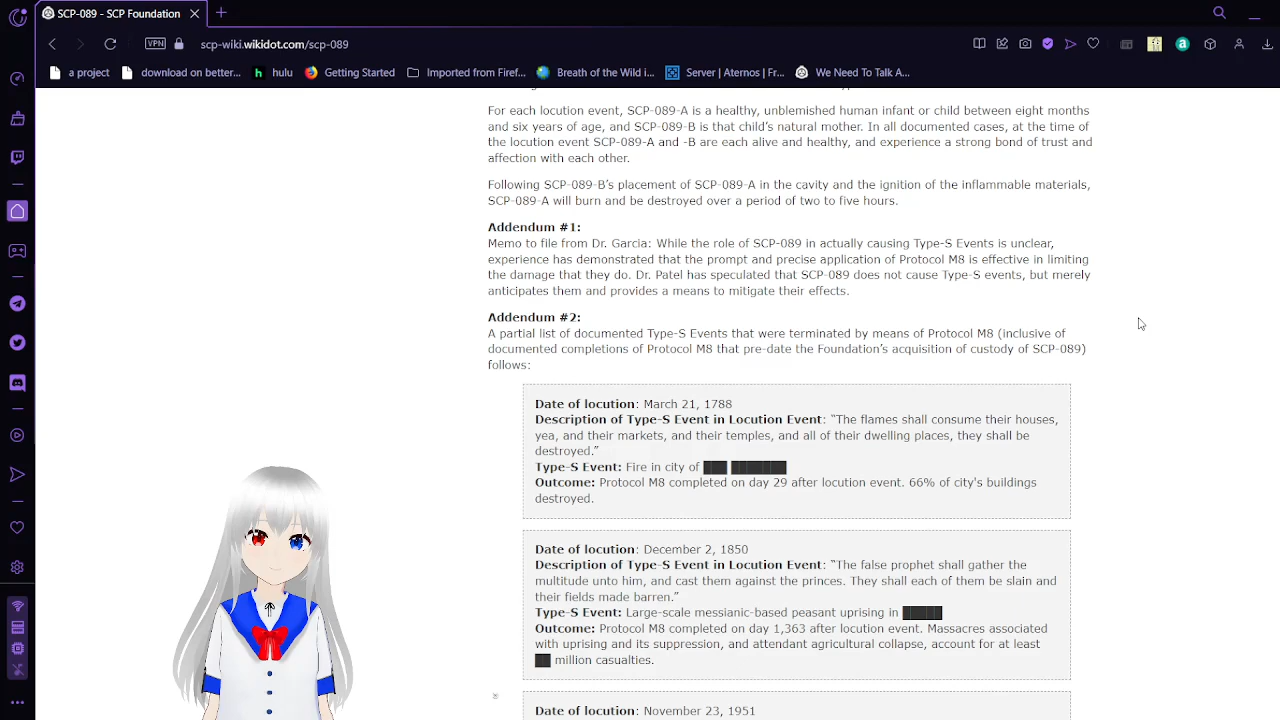 SCP-089 - SCP Foundation
VPN
scp-wiki.wikidot.com/scp-089
a project
download on better...
hulu
Getting Started
Imported from Firef...
Breath of the Wild i...
Server | Aternos | Fr...
We Need To Talk A...
For each locution event, SCP-089-A is a healthy, unblemished human infant or child between eight months
and six years of age, and SCP-089-B is that child’s natural mother. In all documented cases, at the time of
the locution event SCP-089-A and -B are each alive and healthy, and experience a strong bond of trust and
affection with each other.
Following SCP-089-B’s placement of SCP-089-A in the cavity and the ignition of the inflammable materials,
SCP-089-A will burn and be destroyed over a period of two to five hours.
Addendum #1:
Memo to file from Dr. Garcia: While the role of SCP-089 in actually causing Type-S Events is unclear,
experience has demonstrated that the prompt and precise application of Protocol M8 is effective in limiting
the damage that they do. Dr. Patel has speculated that SCP-089 does not cause Type-S events, but merely
anticipates them and provides a means to mitigate their effects.
Addendum #2:
A partial list of documented Type-S Events that were terminated by means of Protocol M8 (inclusive of
documented completions of Protocol M8 that pre-date the Foundation’s acquisition of custody of SCP-089)
follows:
Date of locution: March 21, 1788
Description of Type-S Event in Locution Event: “The flames shall consume their houses,
yea, and their markets, and their temples, and all of their dwelling places, they shall be
destroyed.”
Type-S Event: Fire in city of ███ ███████
Outcome: Protocol M8 completed on day 29 after locution event. 66% of city's buildings
destroyed.
Date of locution: December 2, 1850
Description of Type-S Event in Locution Event: “The false prophet shall gather the
multitude unto him, and cast them against the princes. They shall each of them be slain and
their fields made barren.”
Type-S Event: Large-scale messianic-based peasant uprising in █████
Outcome: Protocol M8 completed on day 1,363 after locution event. Massacres associated
with uprising and its suppression, and attendant agricultural collapse, account for at least
██ million casualties.
Date of locution: November 23, 1951